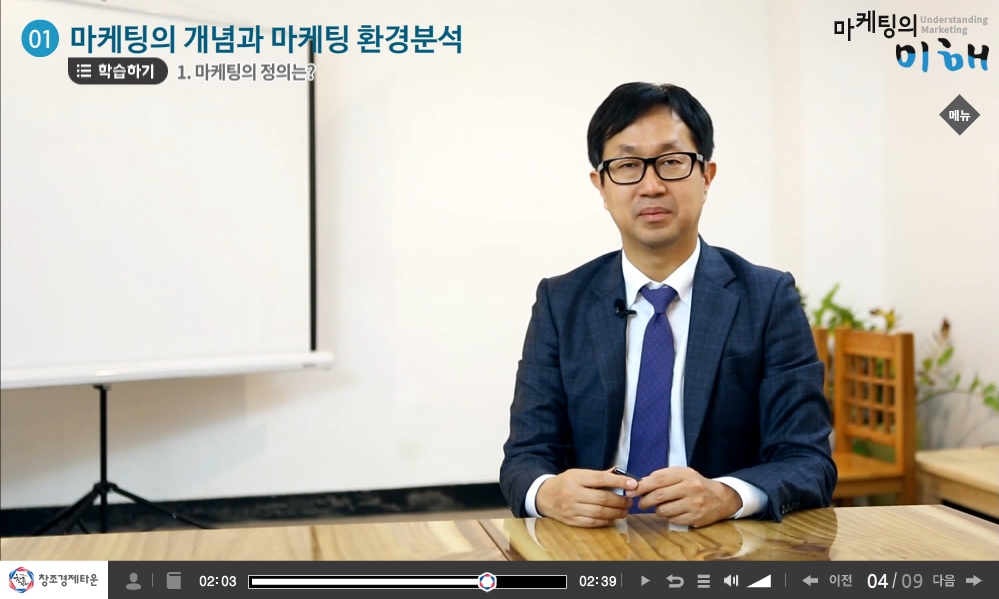 01 마케팅의 개념과 마케팅 환경분석
학습하기 1. 마케팅의 정의는?
마케팅의 Understanding
Marketing
이해
메뉴
창조경제타운 02:03 02:39 이전 04/09 다음